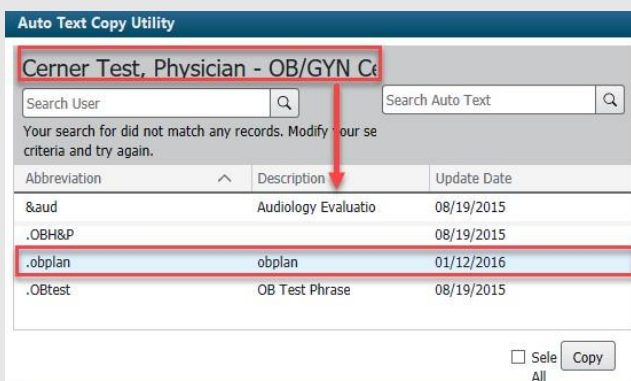 Auto Text Copy Utility
Cerner Test, Physician - OB/GYN Ce
Search User
Search Auto Text
Your search for did not match any records. Modify your se
criteria and try again.
Abbreviation Description Update Date
&aud Audiology Evaluatio 08/19/2015
.OBH&P 08/19/2015
.obplan obplan 01/12/2016
.OBtest OB Test Phrase 08/19/2015
Sele Copy
All